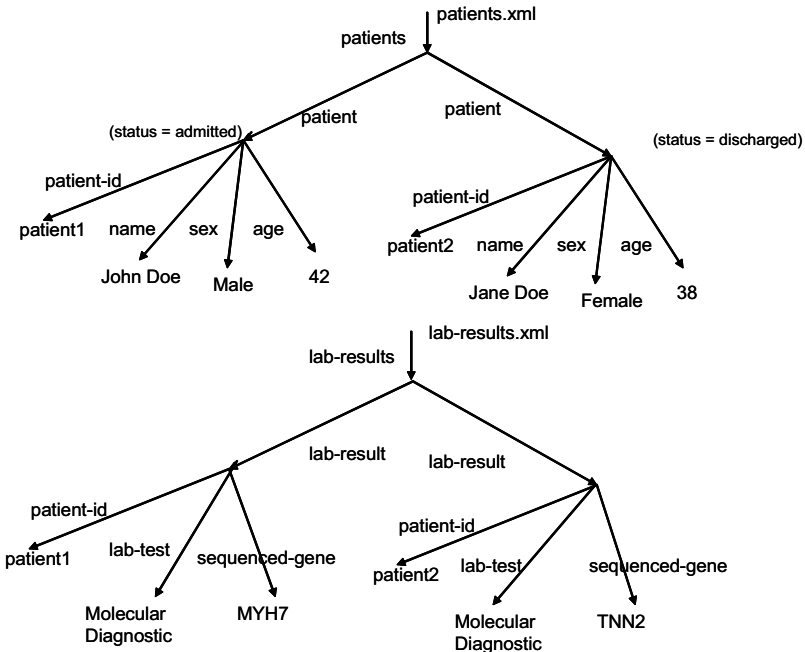 patients.xml
patients
patient
patient
(status = admitted)
(status = discharged)
patient-id
patient1
name
sex
age
John Doe
Male
42
patient-id
patient2
name
sex
age
Jane Doe
Female
38
lab-results.xml
lab-results
lab-result
lab-result
patient-id
patient1
lab-test
sequenced-gene
Molecular
Diagnostic
MYH7
patient-id
patient2
lab-test
sequenced-gene
Molecular
Diagnostic
TNN2